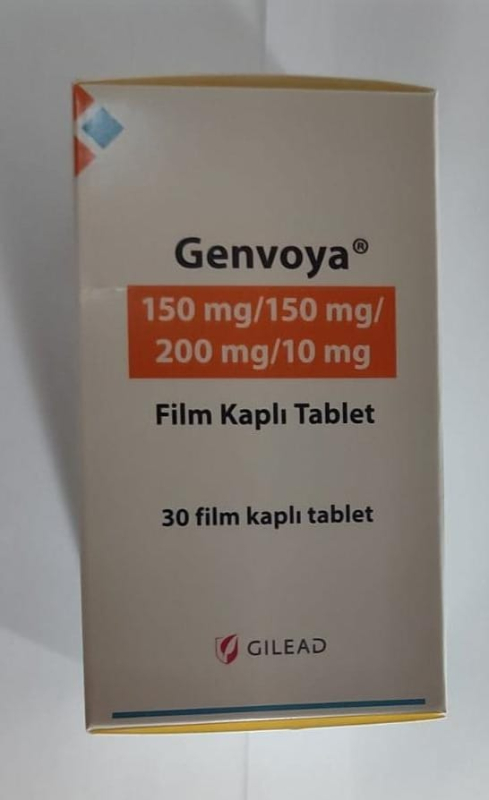 Genvoya®
150 mg/150 mg/
200 mg/10 mg
Film Kaplı Tablet
30 film kaplı tablet
GILEAD